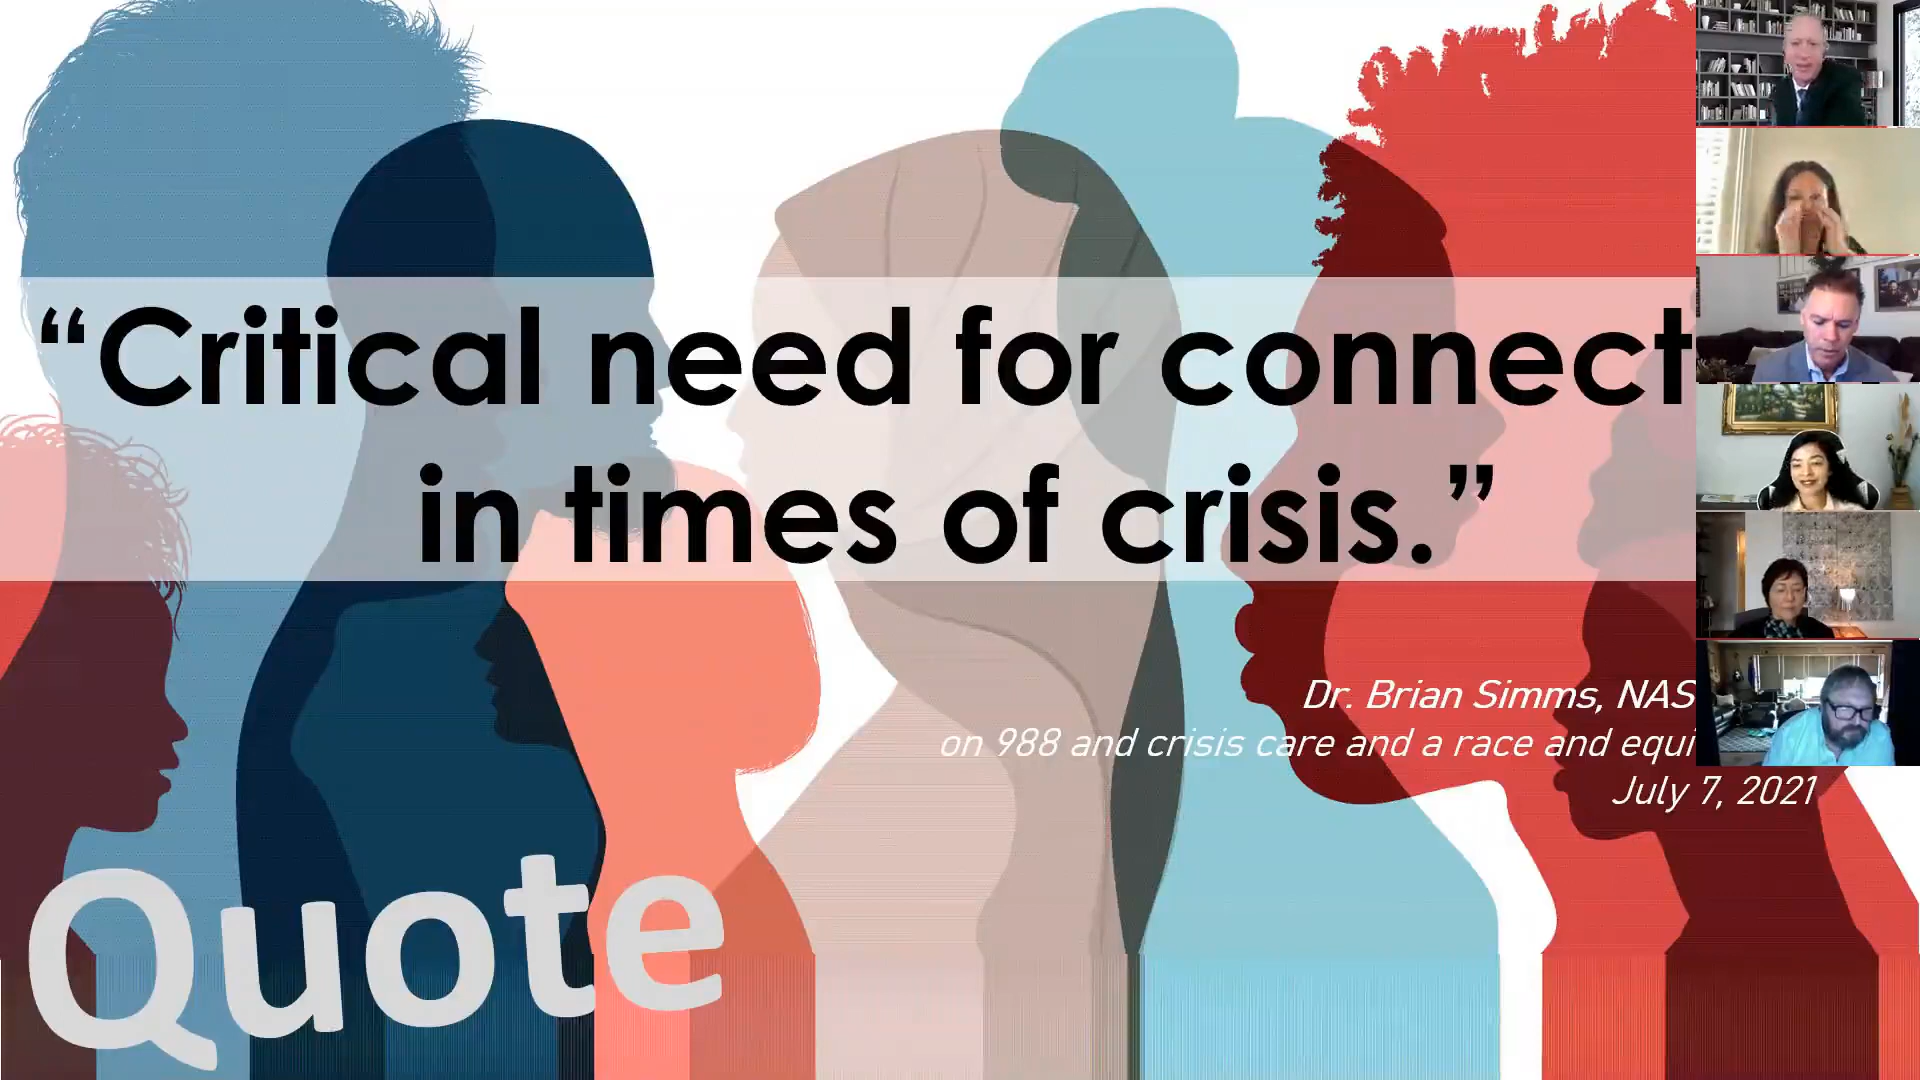 “Critical need for connect
in times of crisis.”
Dr. Brian Simms, NAS
on 988 and crisis care and a race and equi
July 7, 2021
Quote